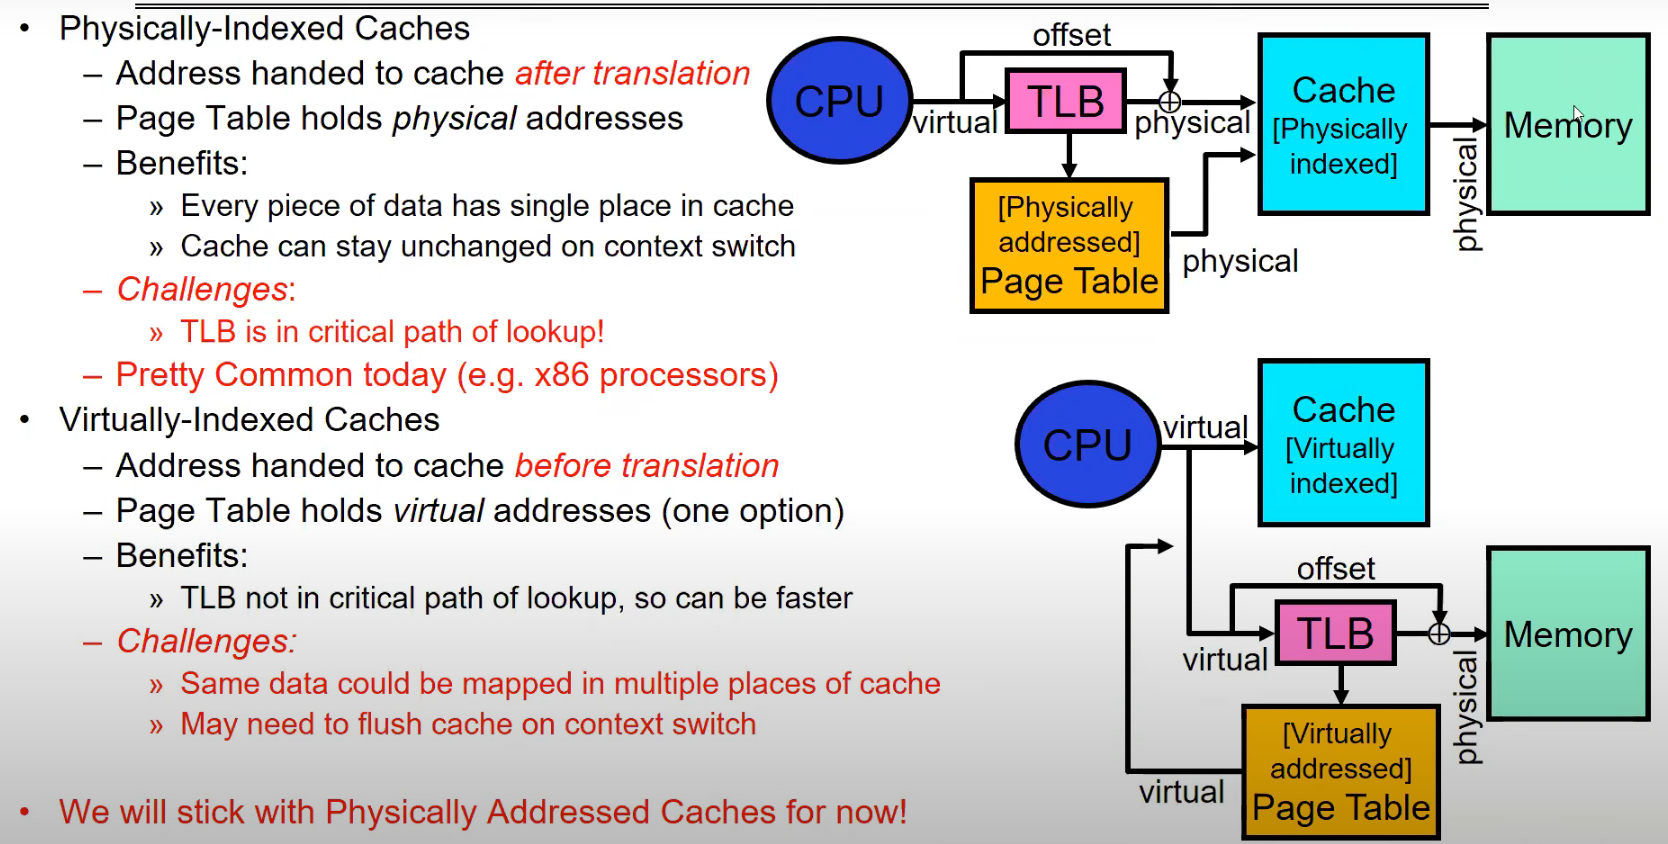 • Physically-Indexed Caches
– Address handed to cache after translation
– Page Table holds physical addresses
– Benefits:
» Every piece of data has single place in cache
» Cache can stay unchanged on context switch
– Challenges:
» TLB is in critical path of lookup!
– Pretty Common today (e.g. x86 processors)
• Virtually-Indexed Caches
– Address handed to cache before translation
– Page Table holds virtual addresses (one option)
– Benefits:
» TLB not in critical path of lookup, so can be faster
– Challenges:
» Same data could be mapped in multiple places of cache
» May need to flush cache on context switch
• We will stick with Physically Addressed Caches for now!
offset
CPU
virtual
TLB
physical
Cache
[Physically
indexed]
physical
Memory
[Physically
addressed]
Page Table
physical
CPU
virtual
Cache
[Virtually
indexed]
offset
virtual
TLB
physical
Memory
[Virtually
addressed]
Page Table
virtual